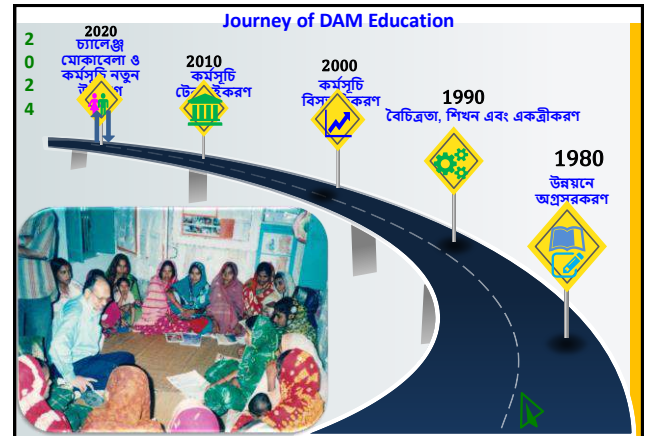 Journey of DAM Education
2
0
2
4
2020
চ্যালেঞ্জ
মোকাবেলা ও
কর্মসূচি নতুন
2010
কর্মসূচি
2000
কর্মসূচি
1990
বৈচিত্রতা, শিখন এবং একত্রীকরণ
1980
উন্নয়নে
অগ্রসরকরণ